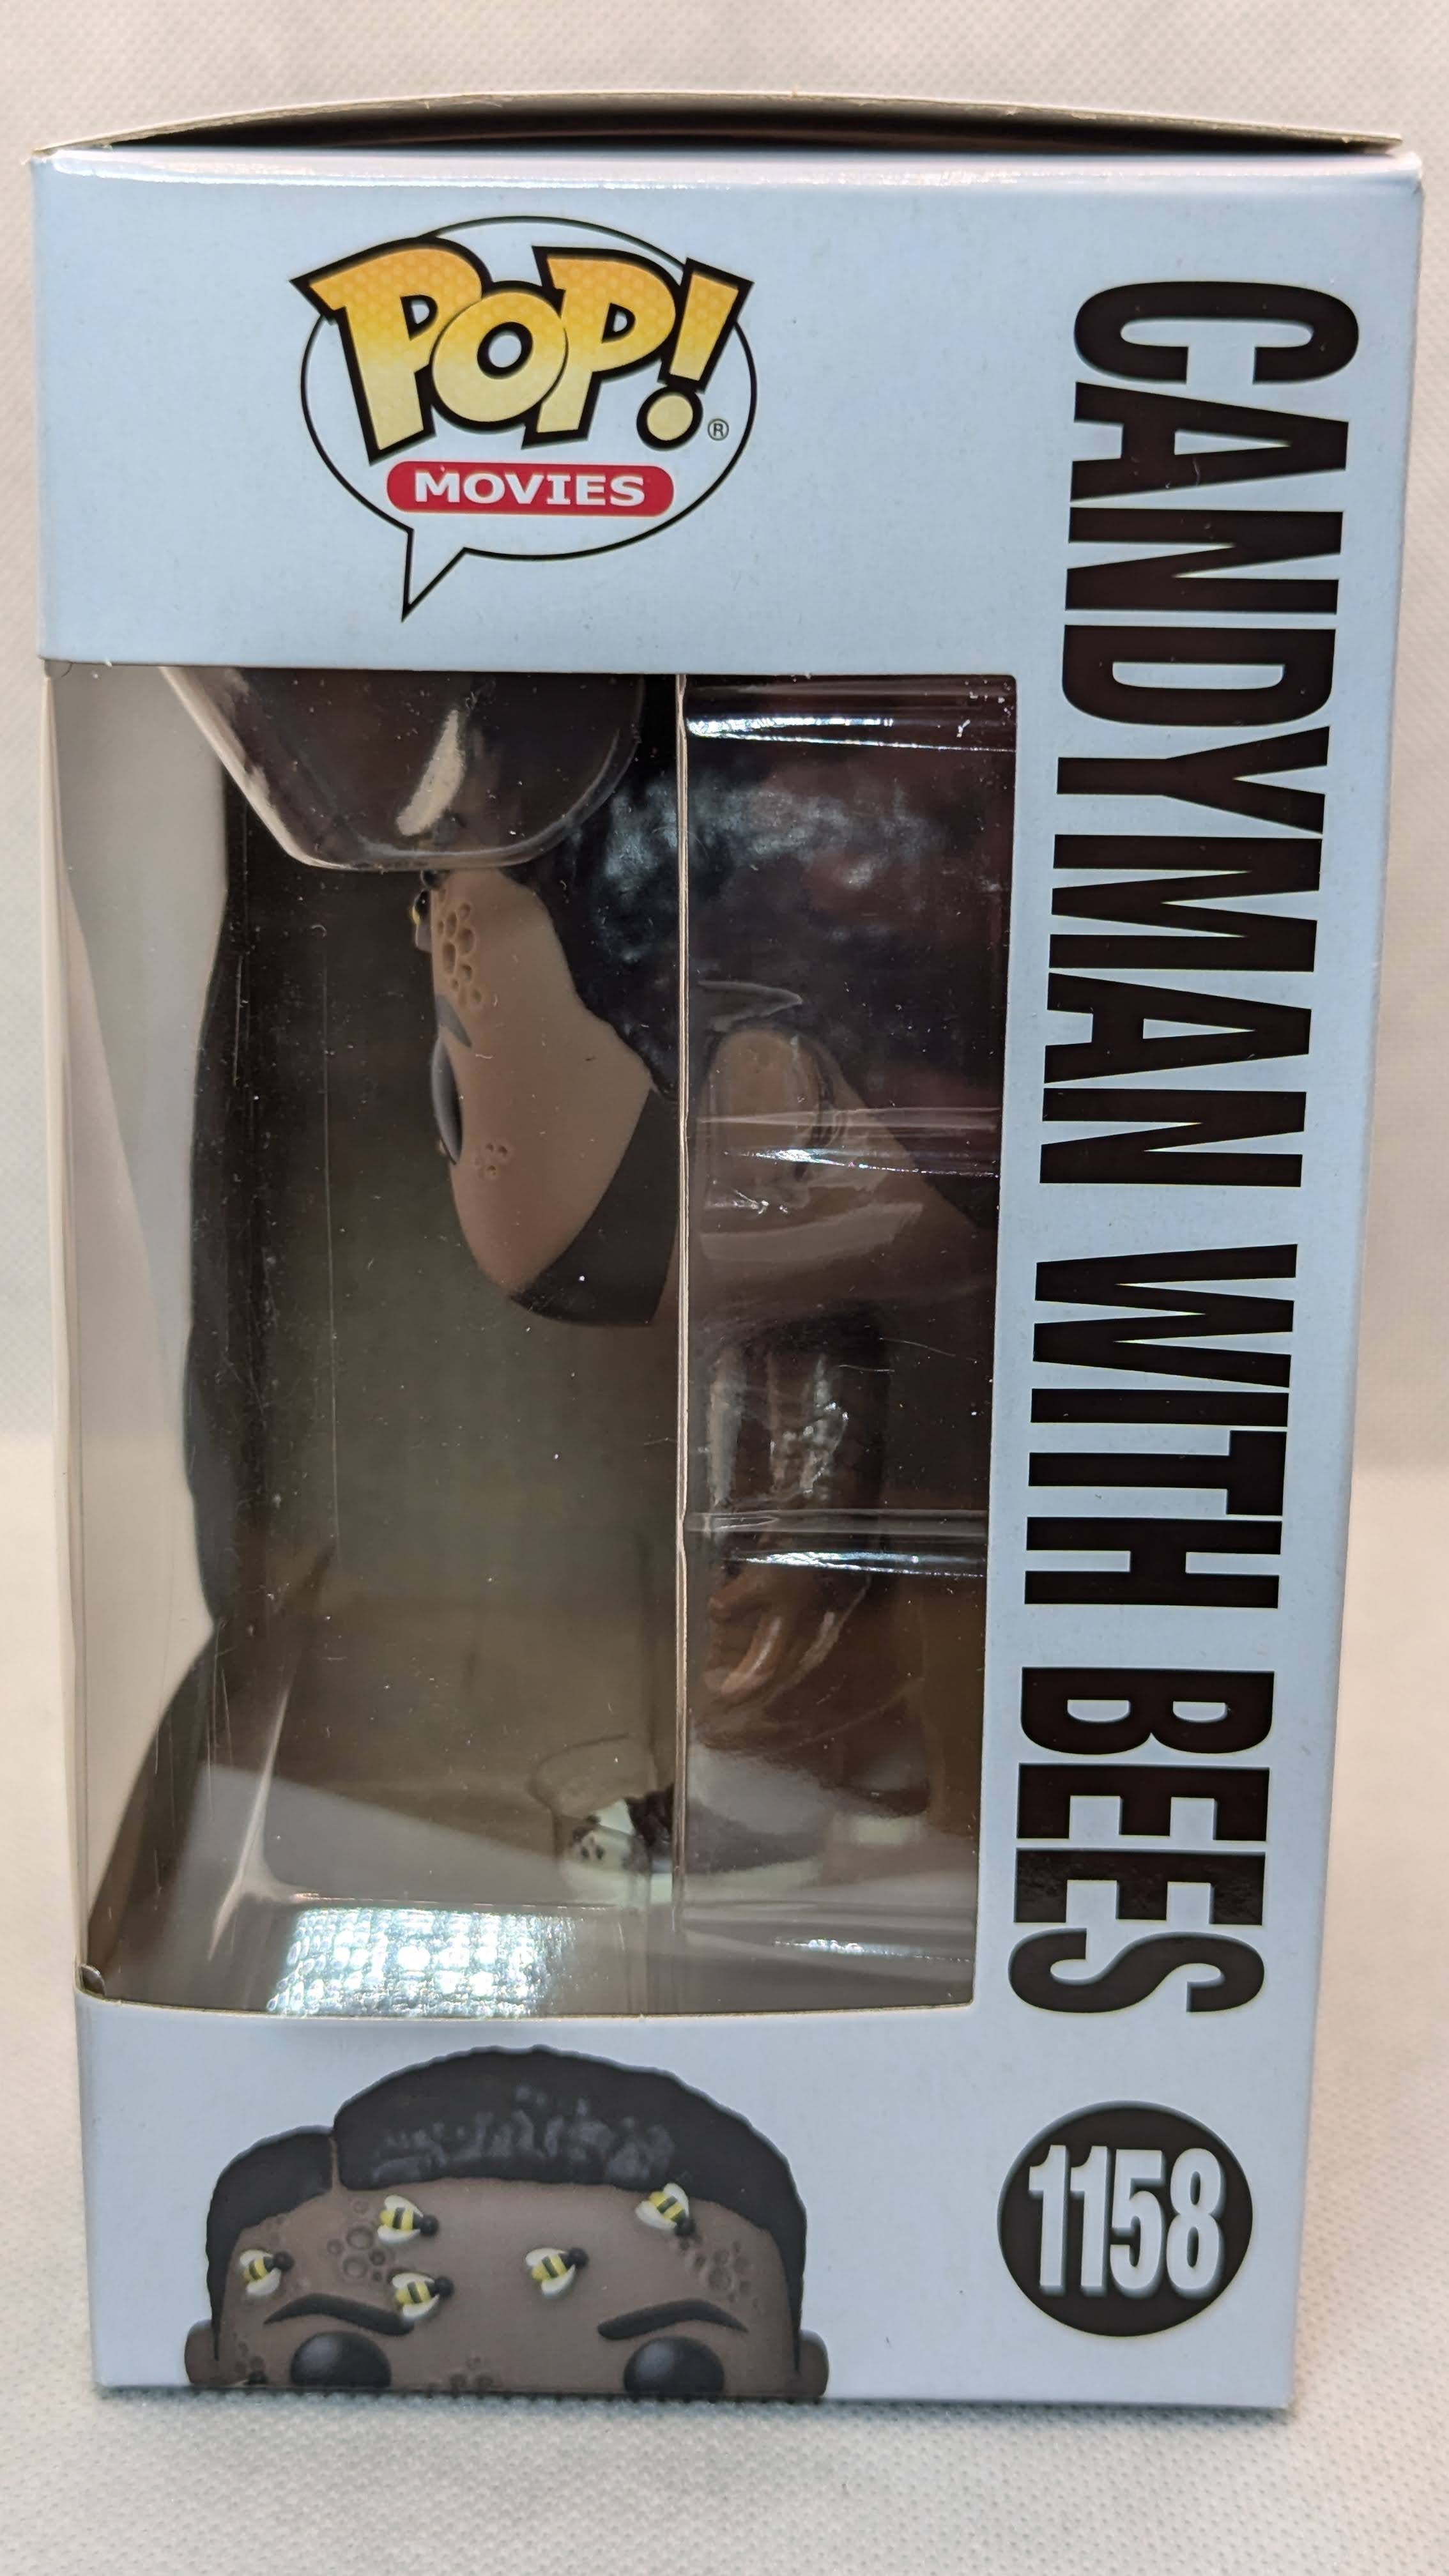 POP!®
MOVIES
CANDYMAN WITH BEES
1158